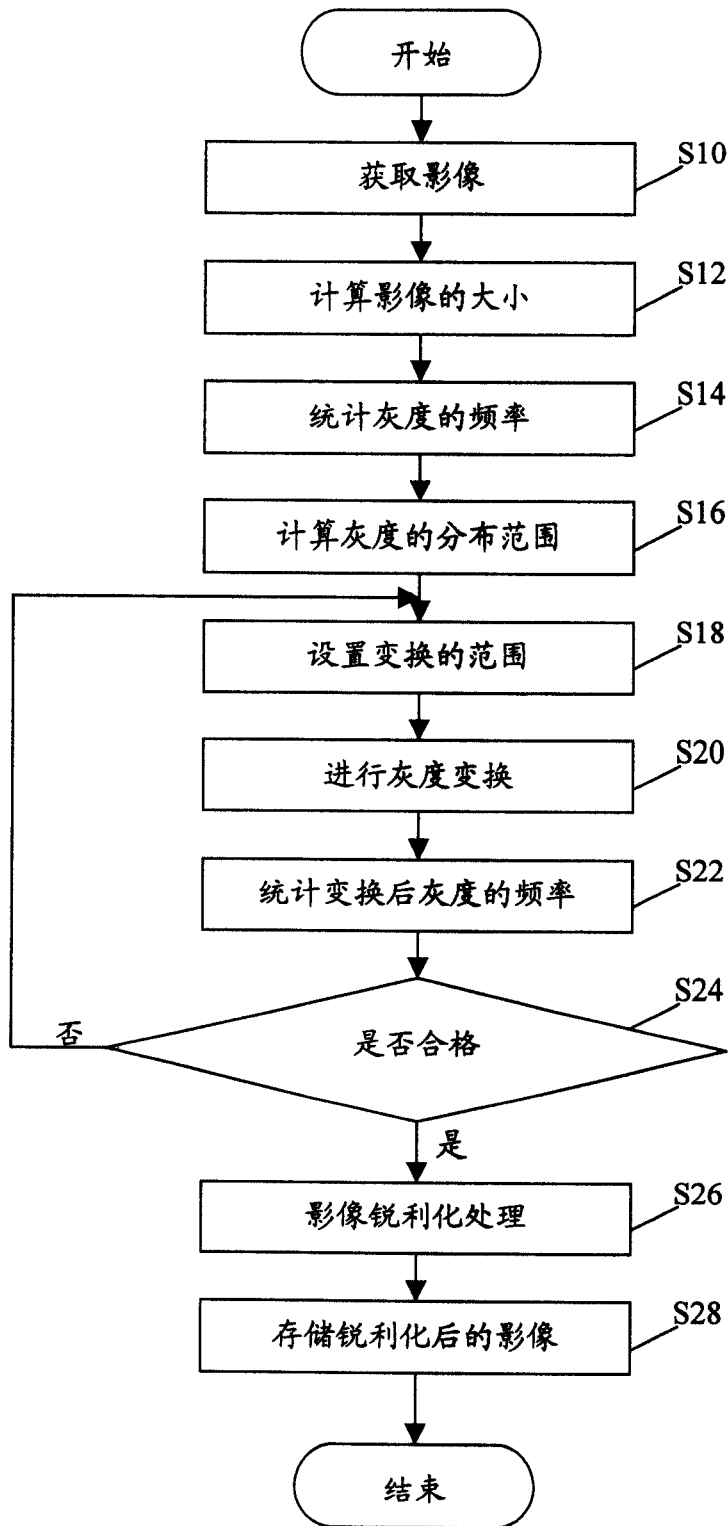 开始
S10
获取影像
S12
计算影像的大小
S14
统计灰度的频率
S16
计算灰度的分布范围
S18
设置变换的范围
S20
进行灰度变换
S22
统计变换后灰度的频率
S24
是否合格
否
是
S26
影像锐利化处理
S28
存储锐利化后的影像
结束